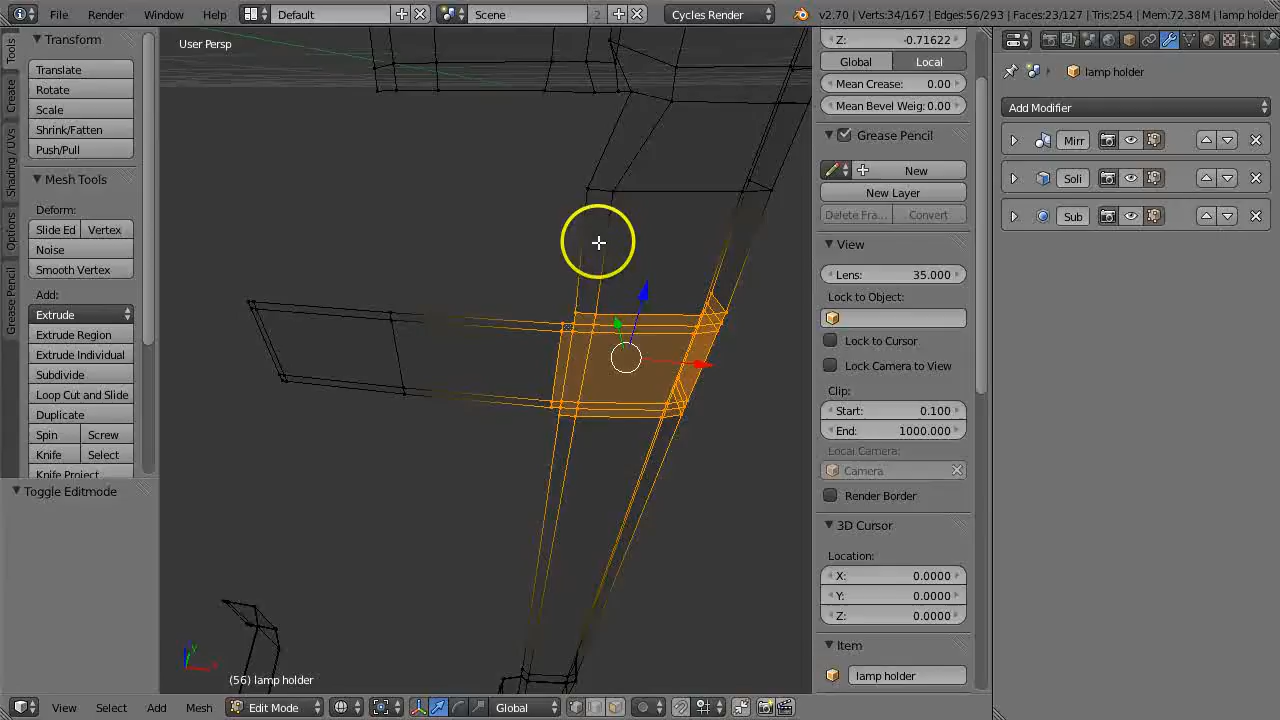 File Render Window Help Default Scene 2 Cycles Render v2.70 | Verts:34/167 | Edges:56/293 | Faces:23/127 | Tris:254 | Mem:72.38M | lamp holder
Tools
Create
Shading / UVs
Options
Grease Pencil
Transform
Translate
Rotate
Scale
Shrink/Fatten
Push/Pull
Mesh Tools
Deform:
Slide Ed Vertex
Noise
Smooth Vertex
Add:
Extrude
Extrude Region
Extrude Individual
Subdivide
Loop Cut and Slide
Duplicate
Spin Screw
Knife Select
Knife Project
Toggle Editmode
User Persp
(56) lamp holder
Z: -0.71622
Global Local
Mean Crease: 0.00
Mean Bevel Weig: 0.00
Grease Pencil
New
New Layer
Delete Fra... Convert
View
Lens: 35.000
Lock to Object:
Lock to Cursor
Lock Camera to View
Clip:
Start: 0.100
End: 1000.000
Local Camera:
Camera
Render Border
3D Cursor
Location:
X: 0.0000
Y: 0.0000
Z: 0.0000
Item
lamp holder
lamp holder
Add Modifier
Mirr
Soli
Sub
View Select Add Mesh Edit Mode Global